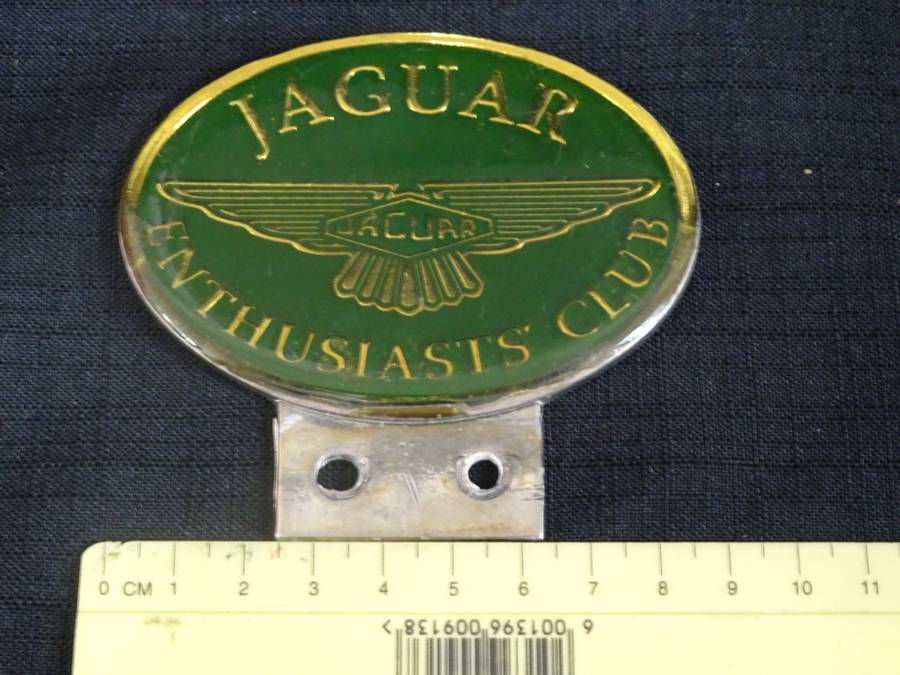 JAGUAR
JAGUAR
ENTHUSIASTS' CLUB
0 CM 1 2 3 4 5 6 7 8 9 10 11
6 001396 009138 >